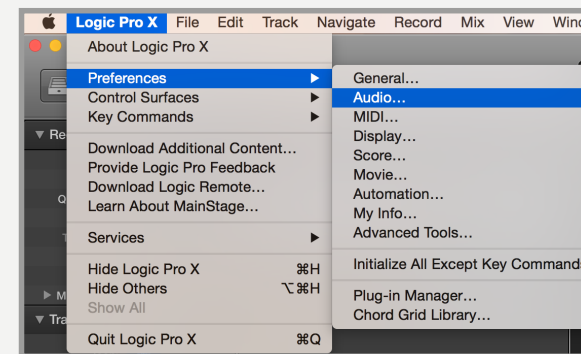 Logic Pro X File Edit Track Navigate Record Mix View
About Logic Pro X
Preferences ▶
Control Surfaces ▶
Key Commands ▶
Download Additional Content...
Provide Logic Pro Feedback
Download Logic Remote...
Learn About MainStage...
Services ▶
Hide Logic Pro X ⌘H
Hide Others ⌥⌘H
Show All
Quit Logic Pro X ⌘Q
General...
Audio...
MIDI...
Display...
Score...
Movie...
Automation...
My Info...
Advanced Tools...
Initialize All Except Key Commands
Plug-in Manager...
Chord Grid Library...